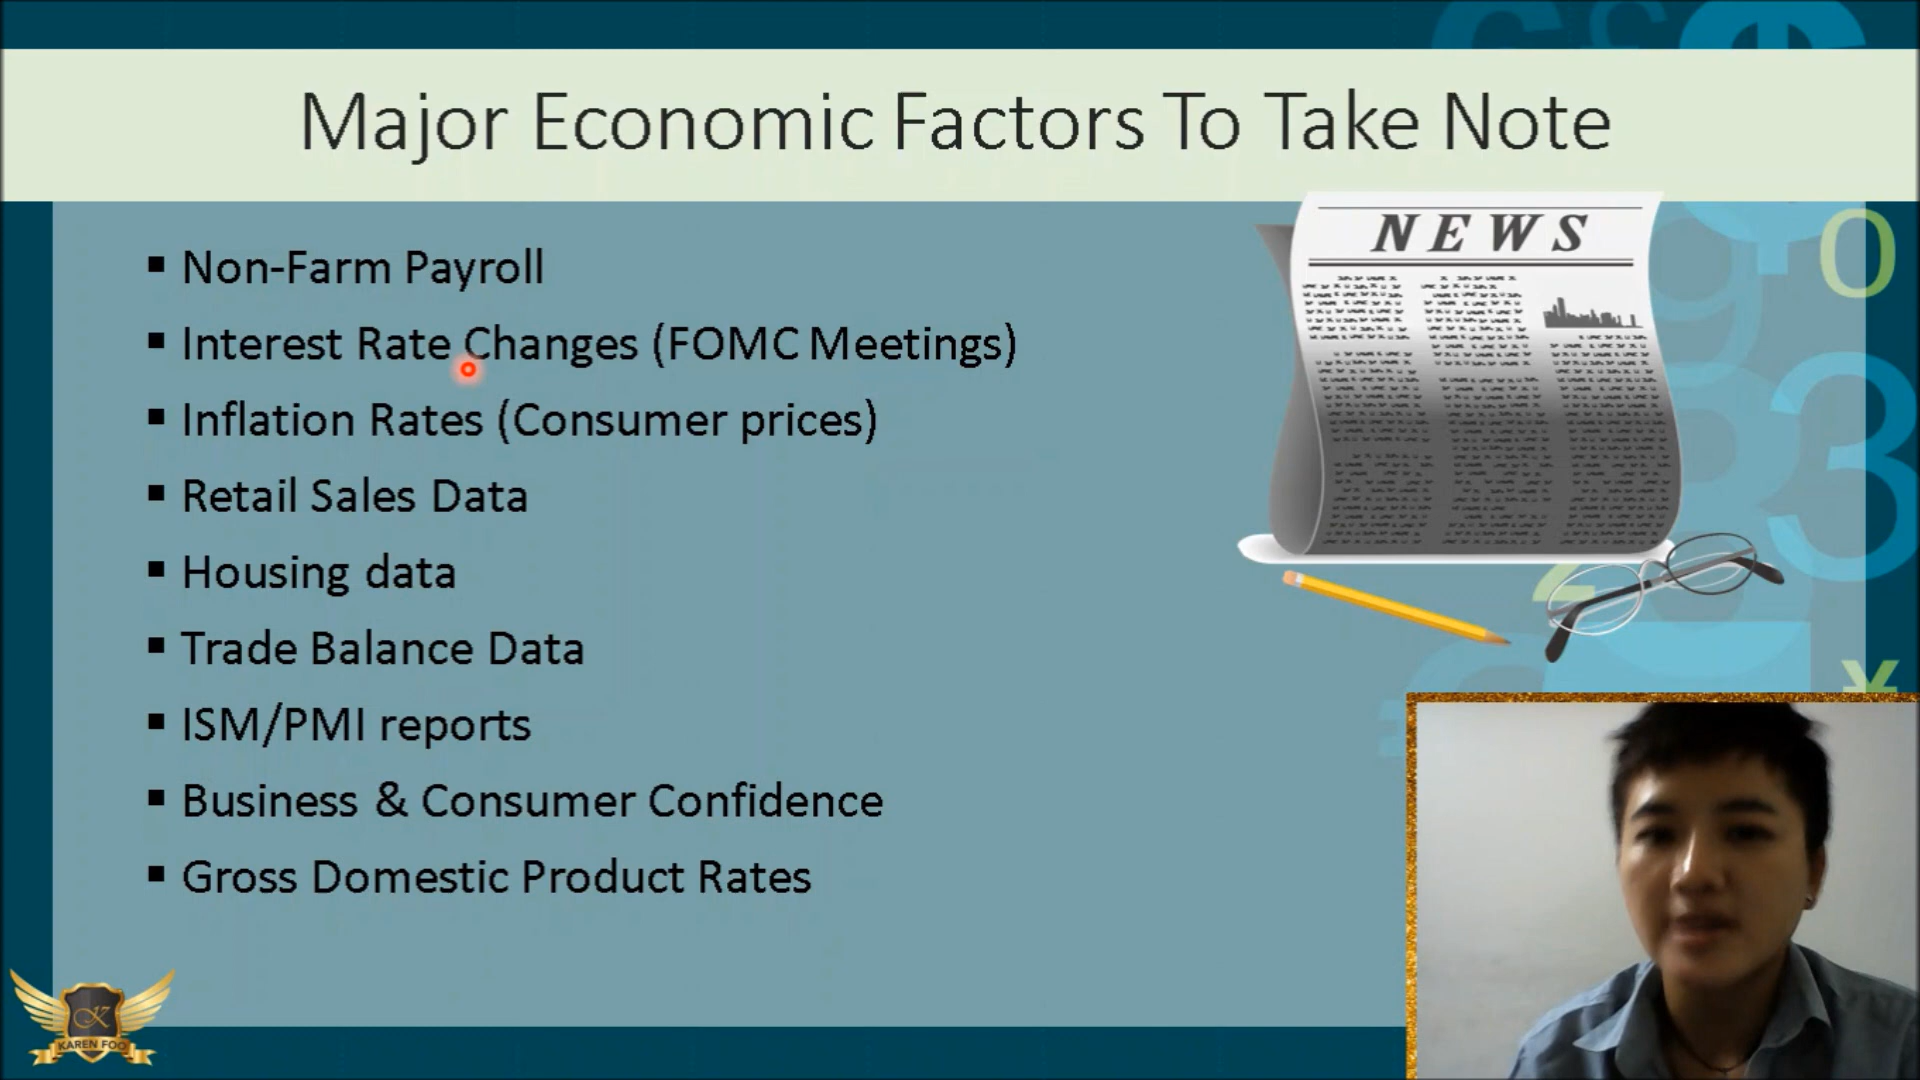 Major Economic Factors To Take Note
NEWS
▪ Non-Farm Payroll
▪ Interest Rate Changes (FOMC Meetings)
▪ Inflation Rates (Consumer prices)
▪ Retail Sales Data
▪ Housing data
▪ Trade Balance Data
▪ ISM/PMI reports
▪ Business & Consumer Confidence
▪ Gross Domestic Product Rates
K
KAREN FOO